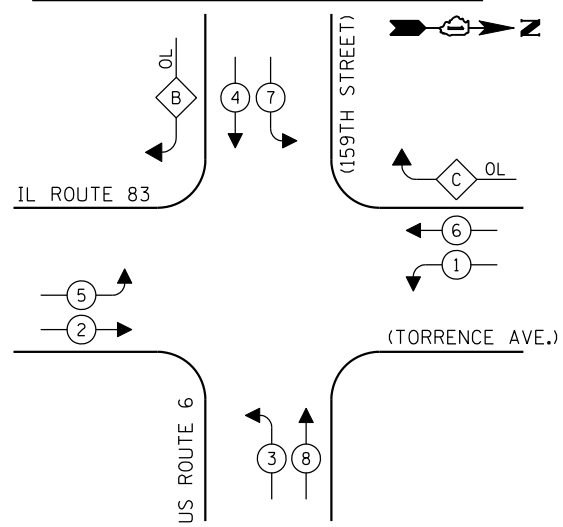 N
OL
B
4
7
(159TH STREET)
C
OL
IL ROUTE 83
6
1
5
2
(TORRENCE AVE.)
US ROUTE 6
3
8